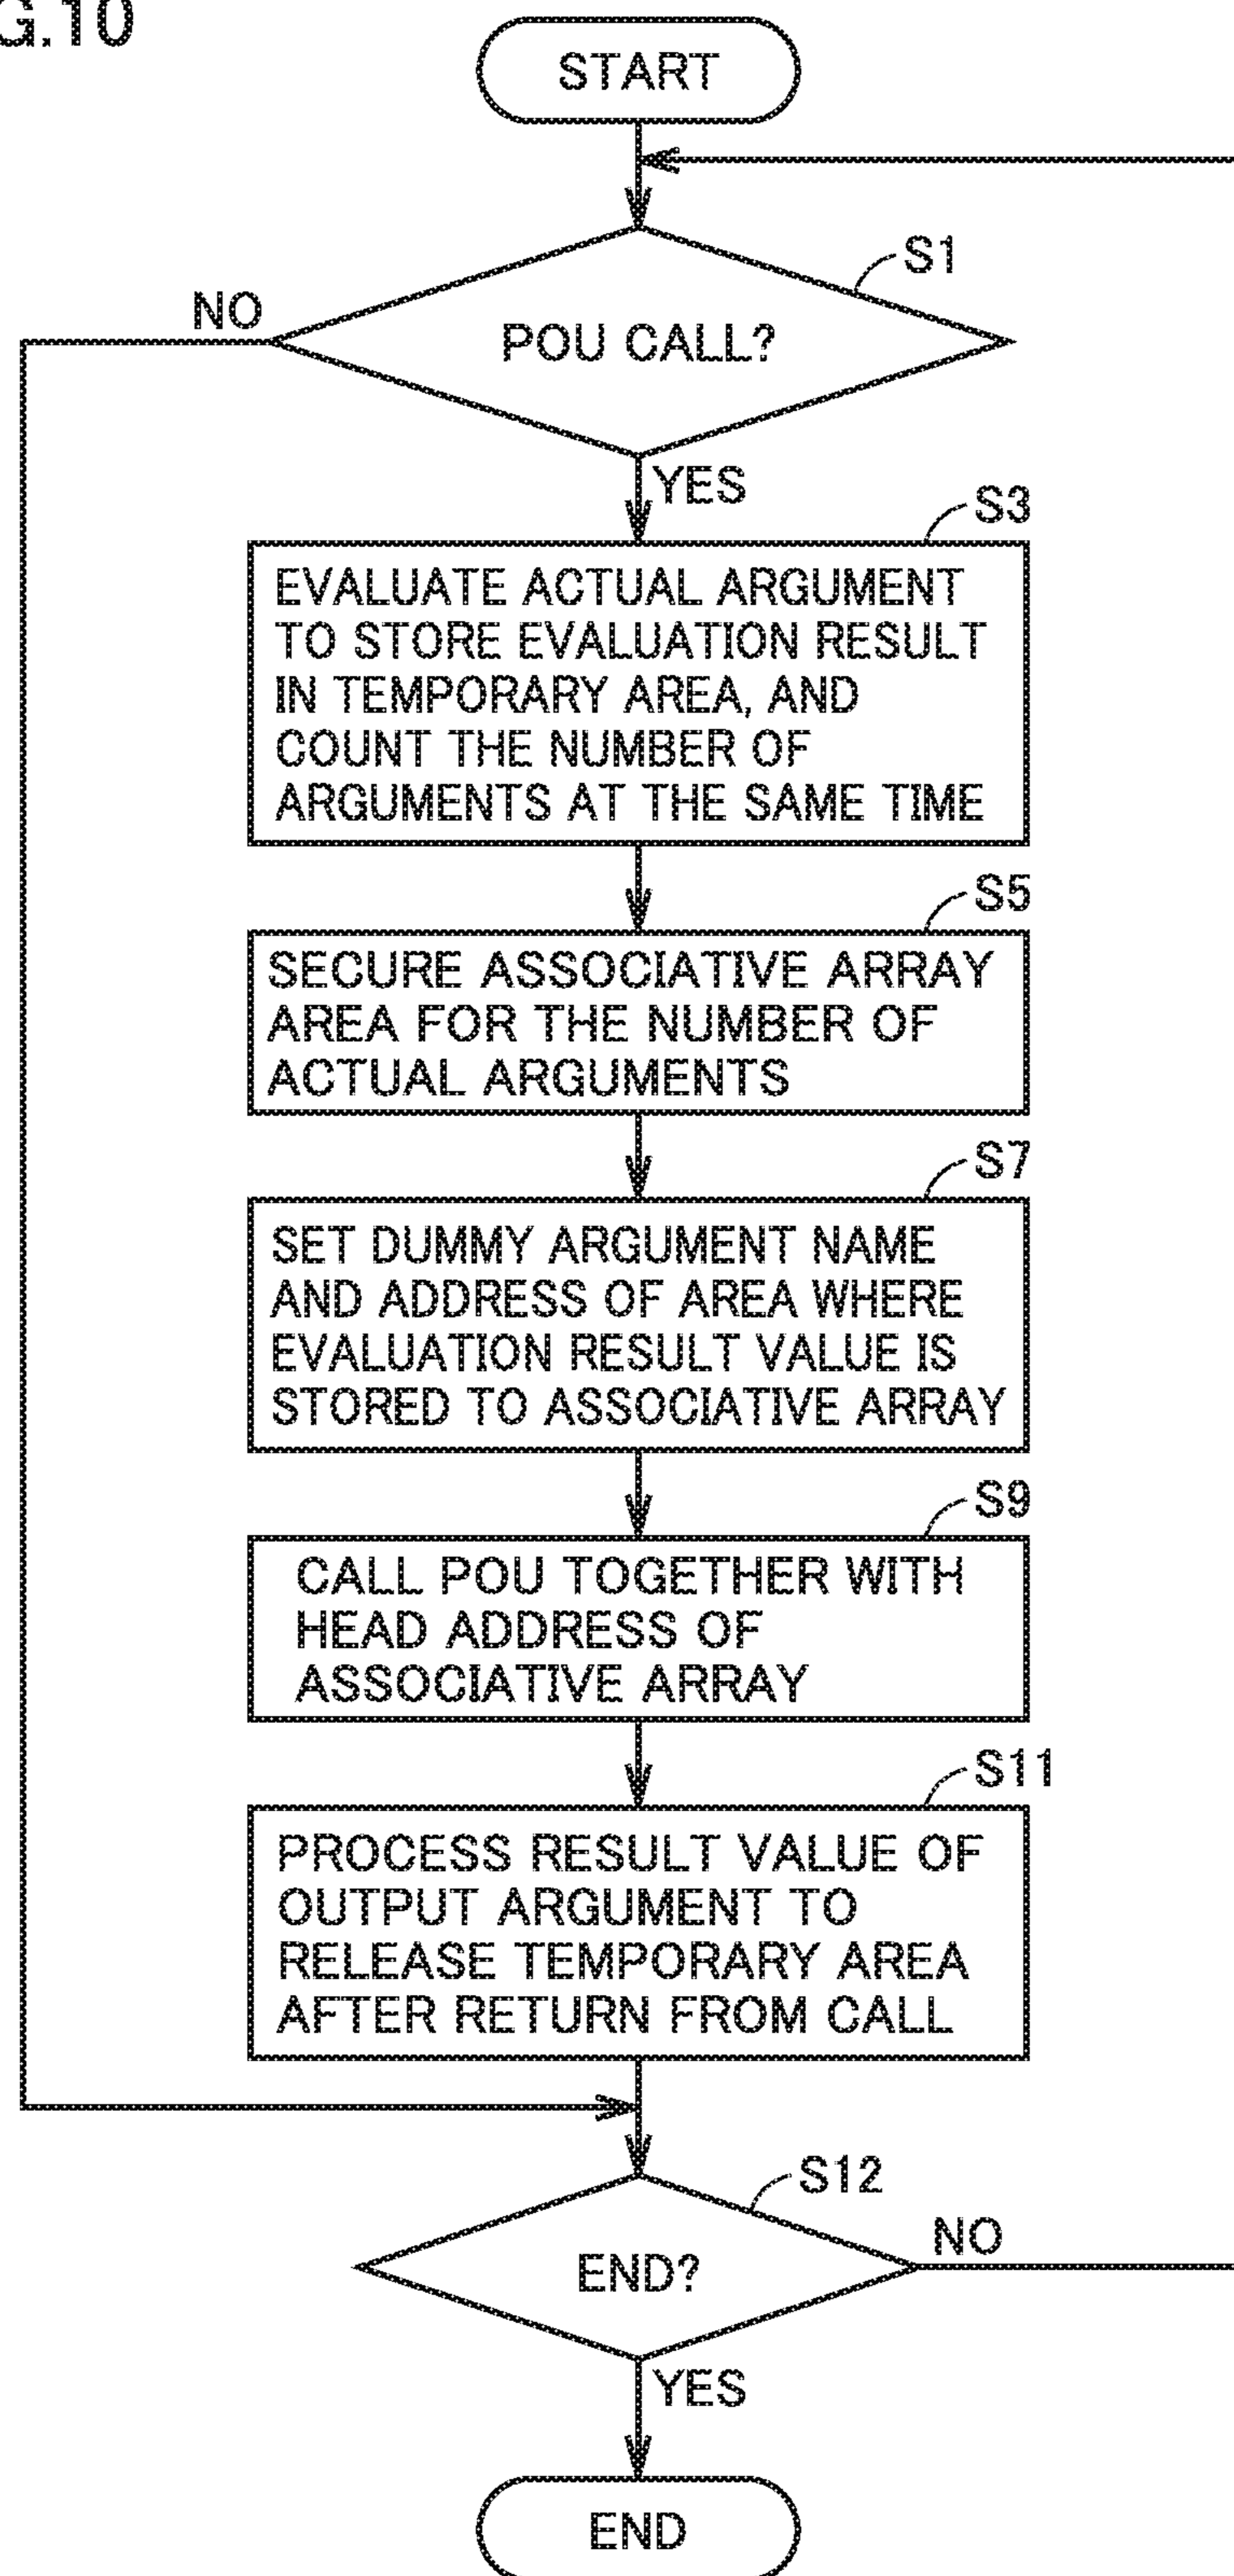 G.10
START
S1
NO
POU CALL?
YES
S3
EVALUATE ACTUAL ARGUMENT
TO STORE EVALUATION RESULT
IN TEMPORARY AREA, AND
COUNT THE NUMBER OF
ARGUMENTS AT THE SAME TIME
S5
SECURE ASSOCIATIVE ARRAY
AREA FOR THE NUMBER OF
ACTUAL ARGUMENTS
S7
SET DUMMY ARGUMENT NAME
AND ADDRESS OF AREA WHERE
EVALUATION RESULT VALUE IS
STORED TO ASSOCIATIVE ARRAY
S9
CALL POU TOGETHER WITH
HEAD ADDRESS OF
ASSOCIATIVE ARRAY
S11
PROCESS RESULT VALUE OF
OUTPUT ARGUMENT TO
RELEASE TEMPORARY AREA
AFTER RETURN FROM CALL
S12
END?
NO
YES
END